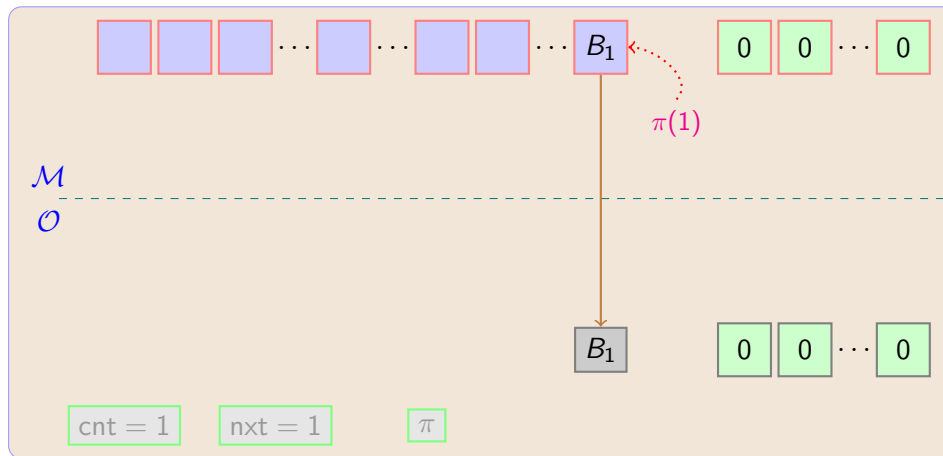 ⋯ ⋯ ⋯ B₁ 0 0 ⋯ 0
π(1)
ℳ
𝒪
B₁ 0 0 ⋯ 0
cnt = 1 nxt = 1 π